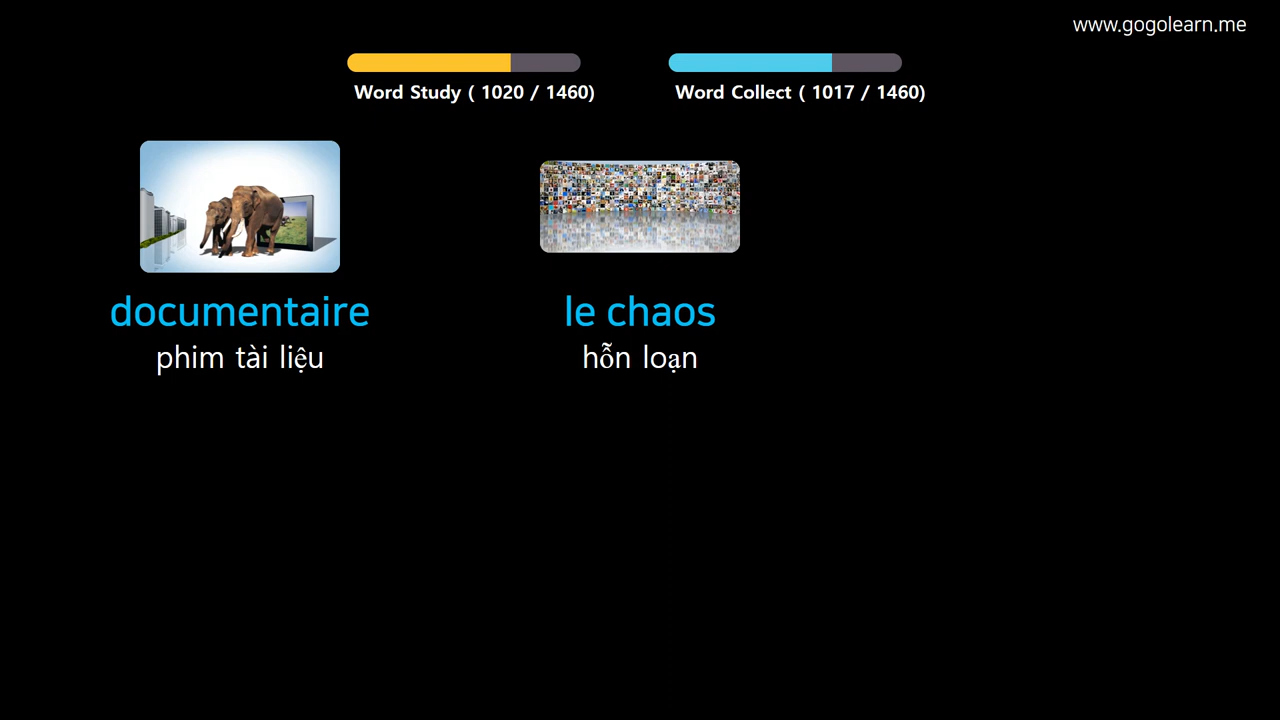 www.gogolearn.me
Word Study ( 1020 / 1460)
Word Collect ( 1017 / 1460)
documentaire
phim tài liệu
le chaos
hỗn loạn